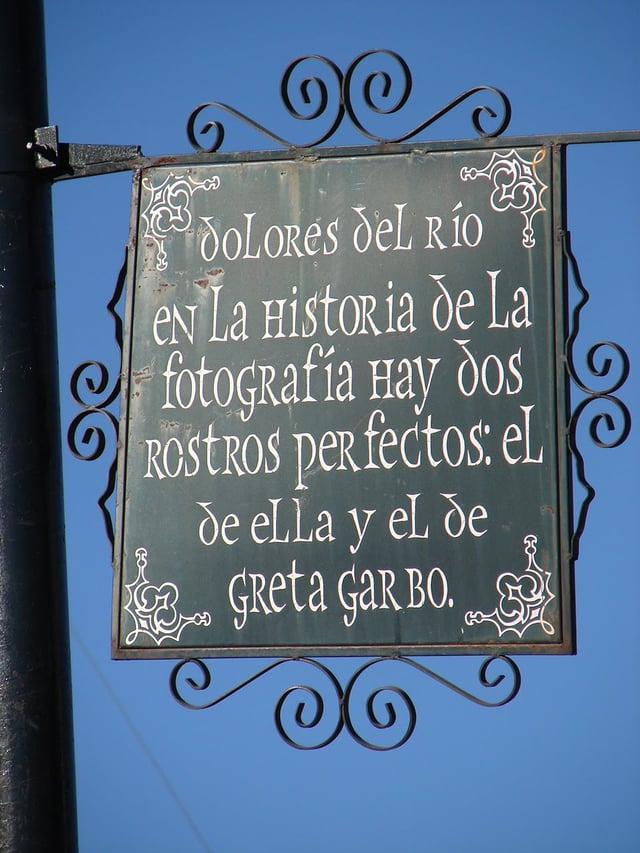 DOLORES DEL RÍO
EN LA HISTORIA DE LA
FOTOGRAFÍA HAY DOS
ROSTROS PERFECTOS: EL
DE ELLA Y EL DE
GRETA GARBO.